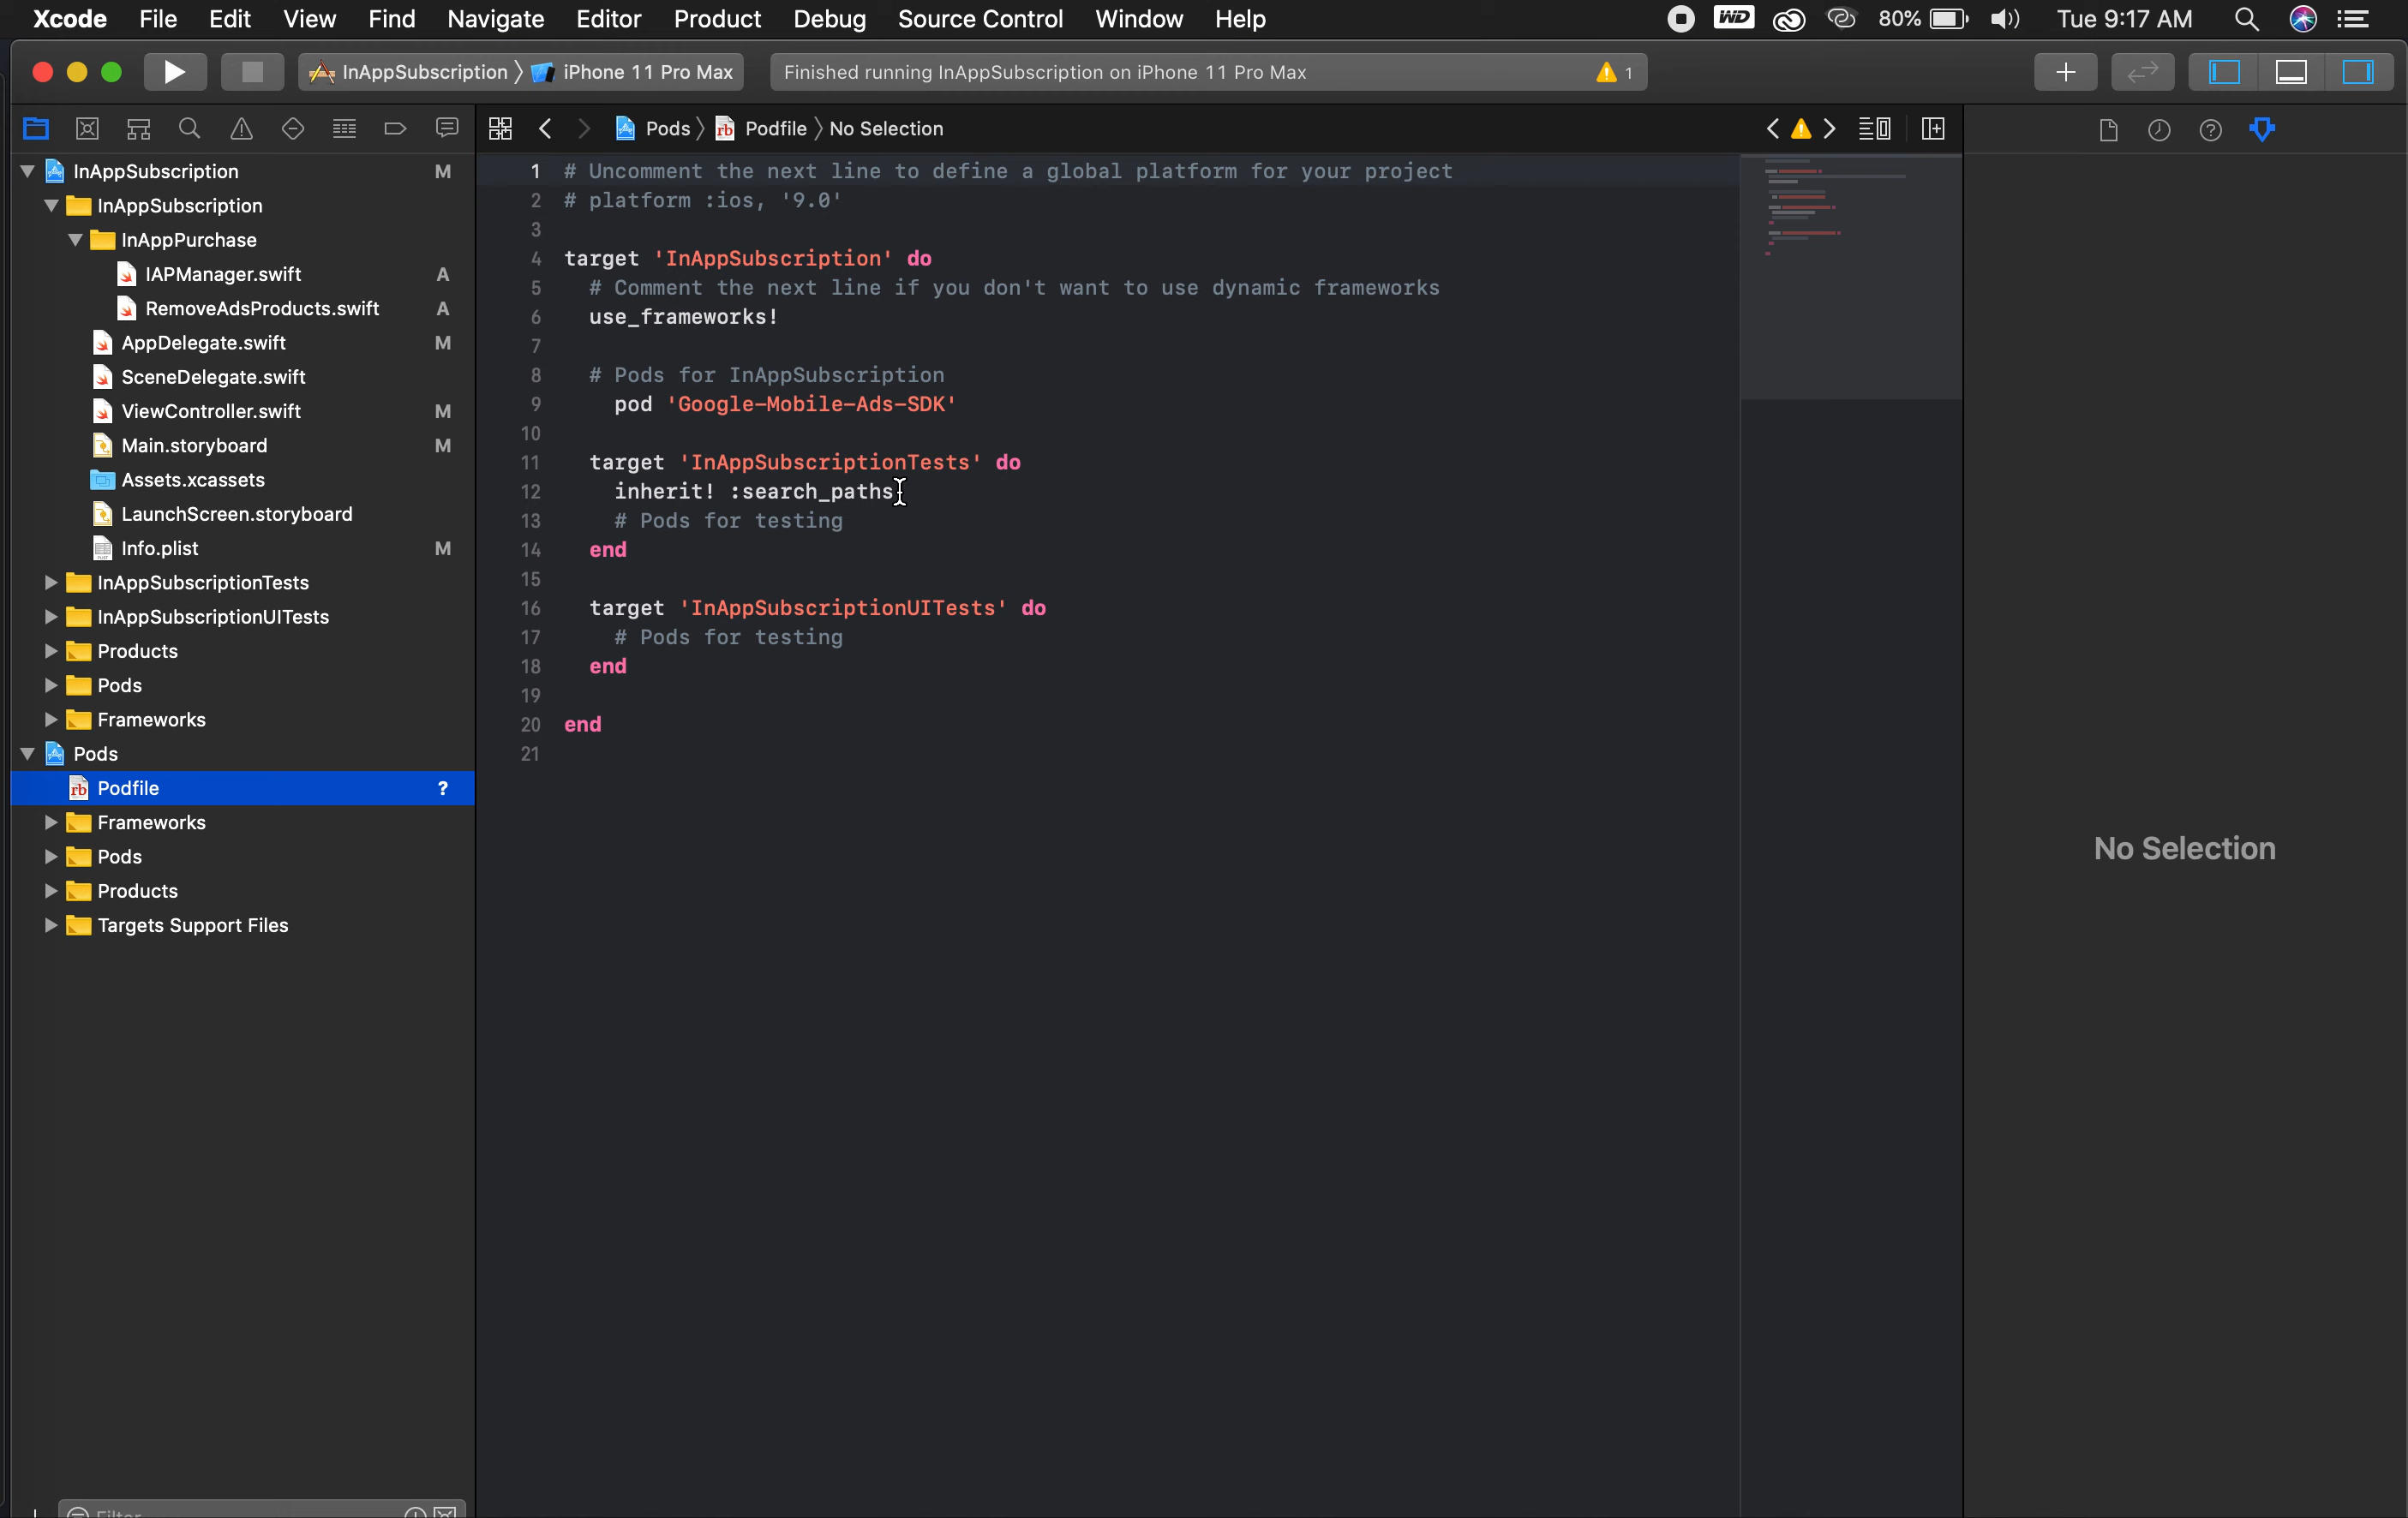 Xcode File Edit View Find Navigate Editor Product Debug Source Control Window Help WD 80% Tue 9:17 AM
InAppSubscription iPhone 11 Pro Max Finished running InAppSubscription on iPhone 11 Pro Max 1
Pods Podfile No Selection
InAppSubscription M
InAppSubscription
InAppPurchase
IAPManager.swift A
RemoveAdsProducts.swift A
AppDelegate.swift M
SceneDelegate.swift
ViewController.swift M
Main.storyboard M
Assets.xcassets
LaunchScreen.storyboard
Info.plist M
InAppSubscriptionTests
InAppSubscriptionUITests
Products
Pods
Frameworks
Pods
rb Podfile ?
Frameworks
Pods
Products
Targets Support Files
Filter
1 # Uncomment the next line to define a global platform for your project
2 # platform :ios, '9.0'
3
4 target 'InAppSubscription' do
5 # Comment the next line if you don't want to use dynamic frameworks
6 use_frameworks!
7
8 # Pods for InAppSubscription
9 pod 'Google-Mobile-Ads-SDK'
10
11 target 'InAppSubscriptionTests' do
12 inherit! :search_paths
13 # Pods for testing
14 end
15
16 target 'InAppSubscriptionUITests' do
17 # Pods for testing
18 end
19
20 end
21
No Selection